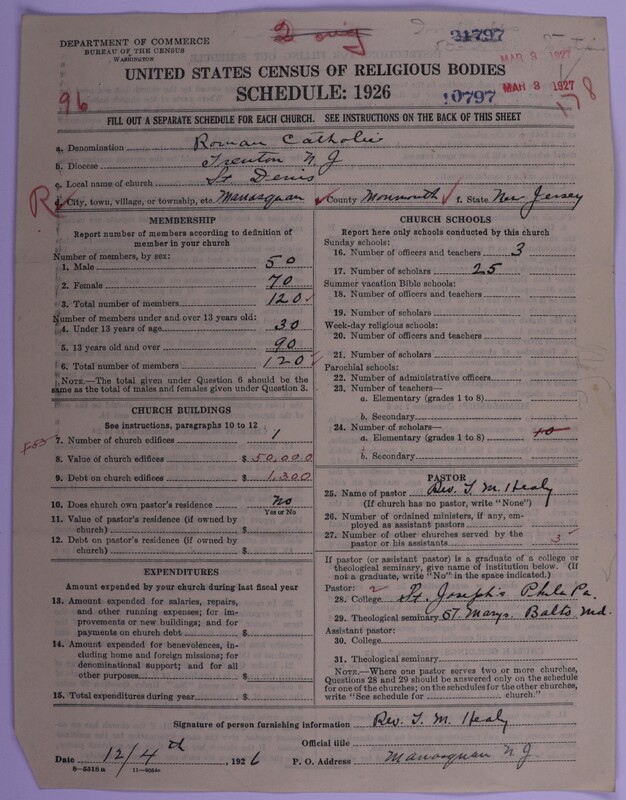 DEPARTMENT OF COMMERCE
BUREAU OF THE CENSUS
WASHINGTON
2 orig
21797
MAR 3 1927
UNITED STATES CENSUS OF RELIGIOUS BODIES
SCHEDULE: 1926
96
10797
MAR 3 1927
178
FILL OUT A SEPARATE SCHEDULE FOR EACH CHURCH. SEE INSTRUCTIONS ON THE BACK OF THIS SHEET
a. Denomination Roman Catholic
b. Diocese Trenton N J
c. Local name of church St Denis
R
d. City, town, village, or township, etc. Manasquan e. County Monmouth f. State New Jersey
MEMBERSHIP
Report number of members according to definition of
member in your church
Number of members, by sex:
1. Male 50
2. Female 70
3. Total number of members 120
Number of members under and over 13 years old:
4. Under 13 years of age 30
5. 13 years old and over 90
6. Total number of members 120
NOTE.—The total given under Question 6 should be the
same as the total of males and females given under Question 3.
CHURCH BUILDINGS
See instructions, paragraphs 10 to 12
7. Number of church edifices 1
8. Value of church edifices $ 50,000
9. Debt on church edifices $ 1,300
10. Does church own pastor's residence No
Yes or No
11. Value of pastor's residence (if owned by
church) $
12. Debt on pastor's residence (if owned by
church) $
EXPENDITURES
Amount expended by your church during last fiscal year
13. Amount expended for salaries, repairs,
and other running expenses; for im-
provements or new buildings; and for
payments on church debt $
14. Amount expended for benevolences, in-
cluding home and foreign missions; for
denominational support; and for all
other purposes $
15. Total expenditures during year $
CHURCH SCHOOLS
Report here only schools conducted by this church
Sunday schools:
16. Number of officers and teachers 3
17. Number of scholars 25
Summer vacation Bible schools:
18. Number of officers and teachers
19. Number of scholars
Week-day religious schools:
20. Number of officers and teachers
21. Number of scholars
Parochial schools:
22. Number of administrative officers
23. Number of teachers—
a. Elementary (grades 1 to 8)
b. Secondary
24. Number of scholars—
a. Elementary (grades 1 to 8) 10
b. Secondary
PASTOR
25. Name of pastor Rev. T. M. Healy
(If church has no pastor, write "None")
26. Number of ordained ministers, if any, em-
ployed as assistant pastors
27. Number of other churches served by the
pastor or his assistants 3
If pastor (or assistant pastor) is a graduate of a college or
theological seminary, give name of institution below. (If
not a graduate, write "No" in the space indicated.)
Pastor: 2
28. College St. Joseph's Phila Pa.
29. Theological seminary St. Marys. Balto Md.
Assistant pastor:
30. College
31. Theological seminary
NOTE.—Where one pastor serves two or more churches,
Questions 28 and 29 should be answered only on the schedule
for one of the churches; on the schedules for the other churches,
write "See schedule for church."
Signature of person furnishing information Rev. T. M. Healy
Official title
Date 12/4th, 1926 P. O. Address Manasquan N J
8—5318a 11—9034